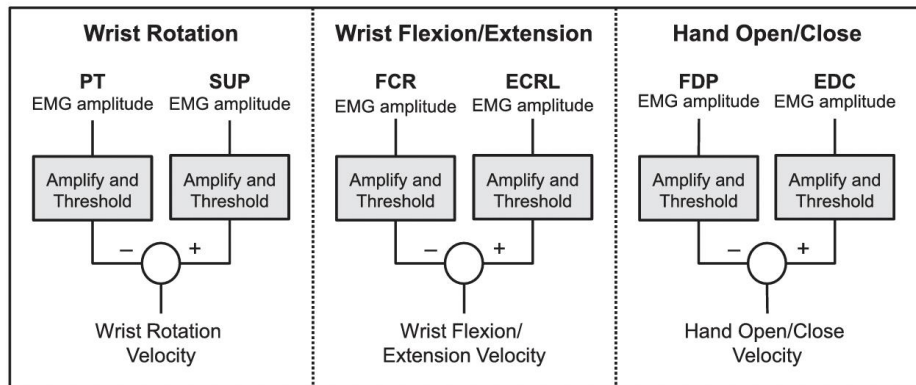 Wrist Rotation
PT
EMG amplitude
SUP
EMG amplitude
Amplify and
Threshold
Amplify and
Threshold
–
+
Wrist Rotation
Velocity
Wrist Flexion/Extension
FCR
EMG amplitude
ECRL
EMG amplitude
Amplify and
Threshold
Amplify and
Threshold
–
+
Wrist Flexion/
Extension Velocity
Hand Open/Close
FDP
EMG amplitude
EDC
EMG amplitude
Amplify and
Threshold
Amplify and
Threshold
–
+
Hand Open/Close
Velocity